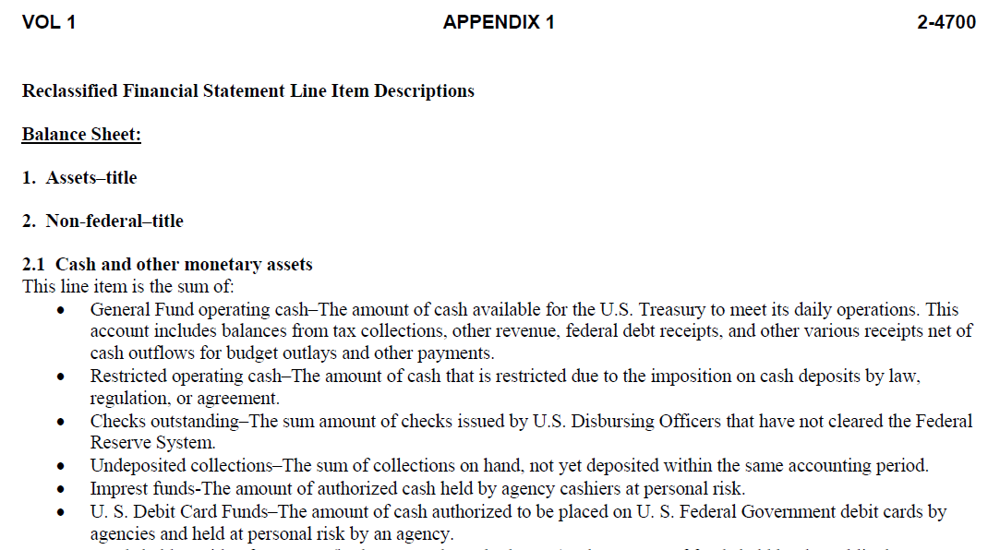 VOL 1 APPENDIX 1 2-4700
Reclassified Financial Statement Line Item Descriptions
Balance Sheet:
1. Assets–title
2. Non-federal–title
2.1 Cash and other monetary assets
This line item is the sum of:
• General Fund operating cash–The amount of cash available for the U.S. Treasury to meet its daily operations. This
account includes balances from tax collections, other revenue, federal debt receipts, and other various receipts net of
cash outflows for budget outlays and other payments.
• Restricted operating cash–The amount of cash that is restricted due to the imposition on cash deposits by law,
regulation, or agreement.
• Checks outstanding–The sum amount of checks issued by U.S. Disbursing Officers that have not cleared the Federal
Reserve System.
• Undeposited collections–The sum of collections on hand, not yet deposited within the same accounting period.
• Imprest funds-The amount of authorized cash held by agency cashiers at personal risk.
• U. S. Debit Card Funds–The amount of cash authorized to be placed on U. S. Federal Government debit cards by
agencies and held at personal risk by an agency.